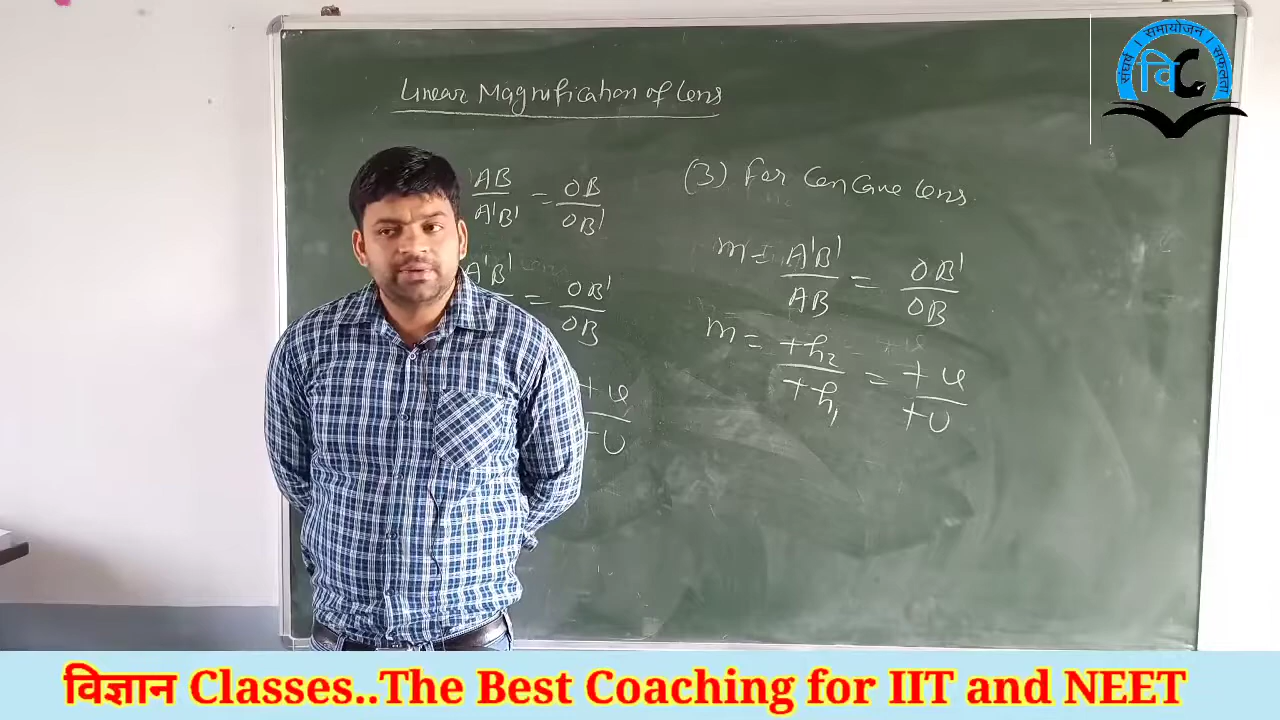 संघर्ष । समायोजन । सफलता
वि C
Linear Magnification of Lens
AB/A'B' = OB/OB'
A'B' = OB'/OB
+u/+v
(3) For Concave Lens
m = A'B'/AB = OB'/OB
m = +h₂/+h₁ = +u/+v
विज्ञान Classes..The Best Coaching for IIT and NEET